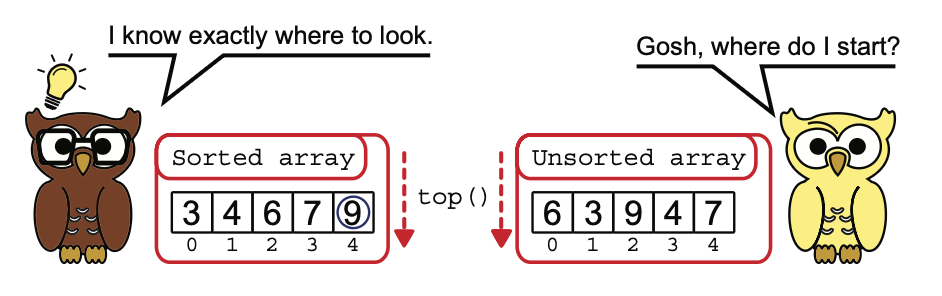 I know exactly where to look.
Gosh, where do I start?
Sorted array
3 4 6 7 9
0 1 2 3 4
top()
Unsorted array
6 3 9 4 7
0 1 2 3 4